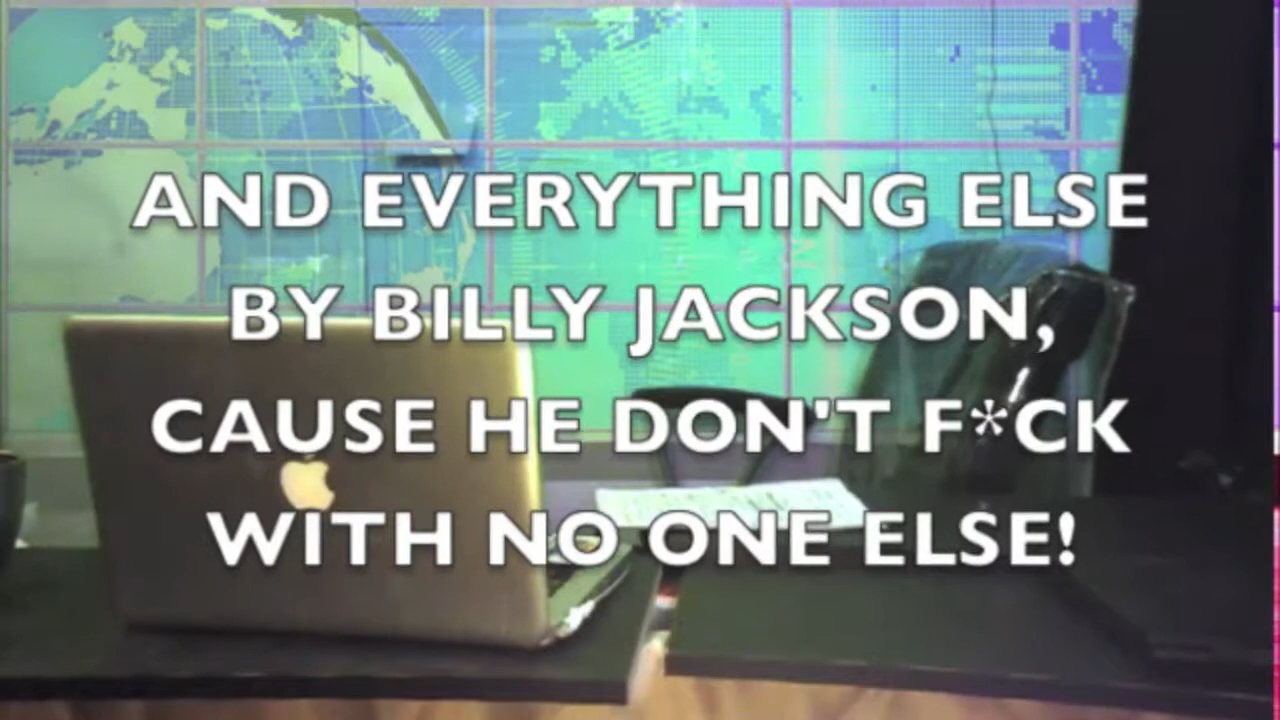 AND EVERYTHING ELSE
BY BILLY JACKSON,
CAUSE HE DON'T F*CK
WITH NO ONE ELSE!